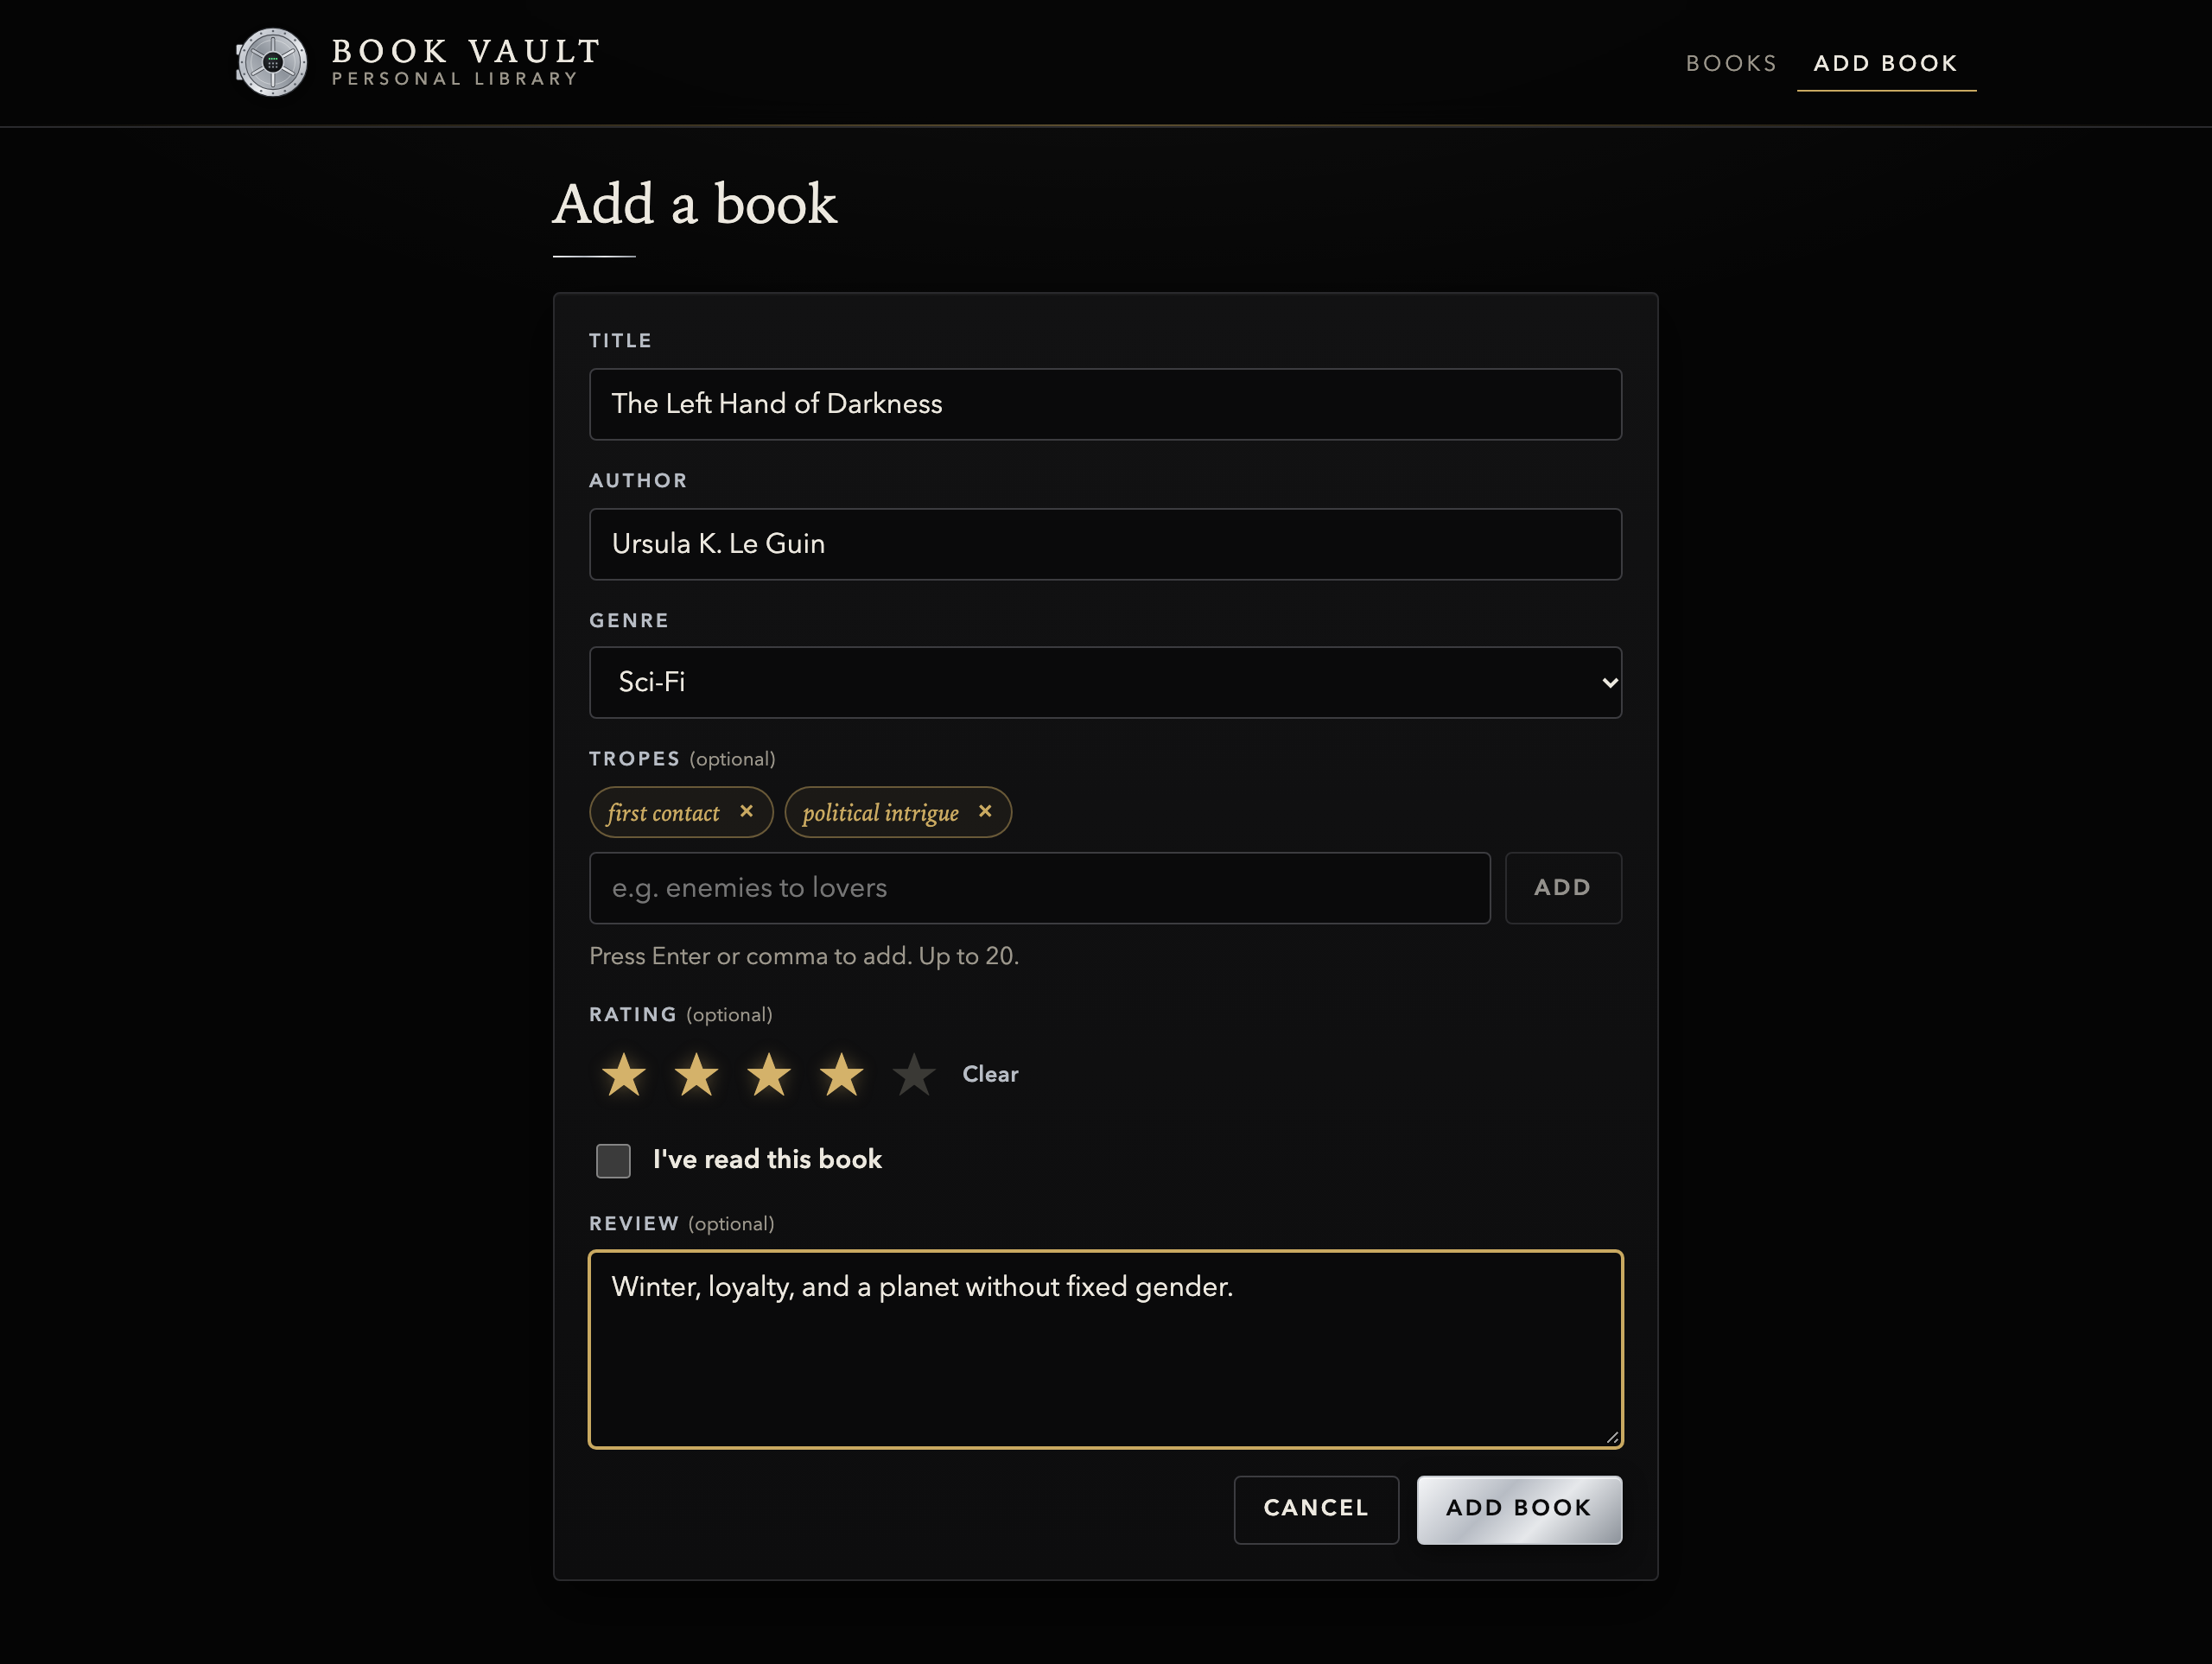 BOOK VAULT
PERSONAL LIBRARY
BOOKS
ADD BOOK
Add a book
TITLE
The Left Hand of Darkness
AUTHOR
Ursula K. Le Guin
GENRE
Sci-Fi
TROPES (optional)
first contact ×
political intrigue ×
e.g. enemies to lovers
ADD
Press Enter or comma to add. Up to 20.
RATING (optional)
Clear
I've read this book
REVIEW (optional)
Winter, loyalty, and a planet without fixed gender.
CANCEL
ADD BOOK